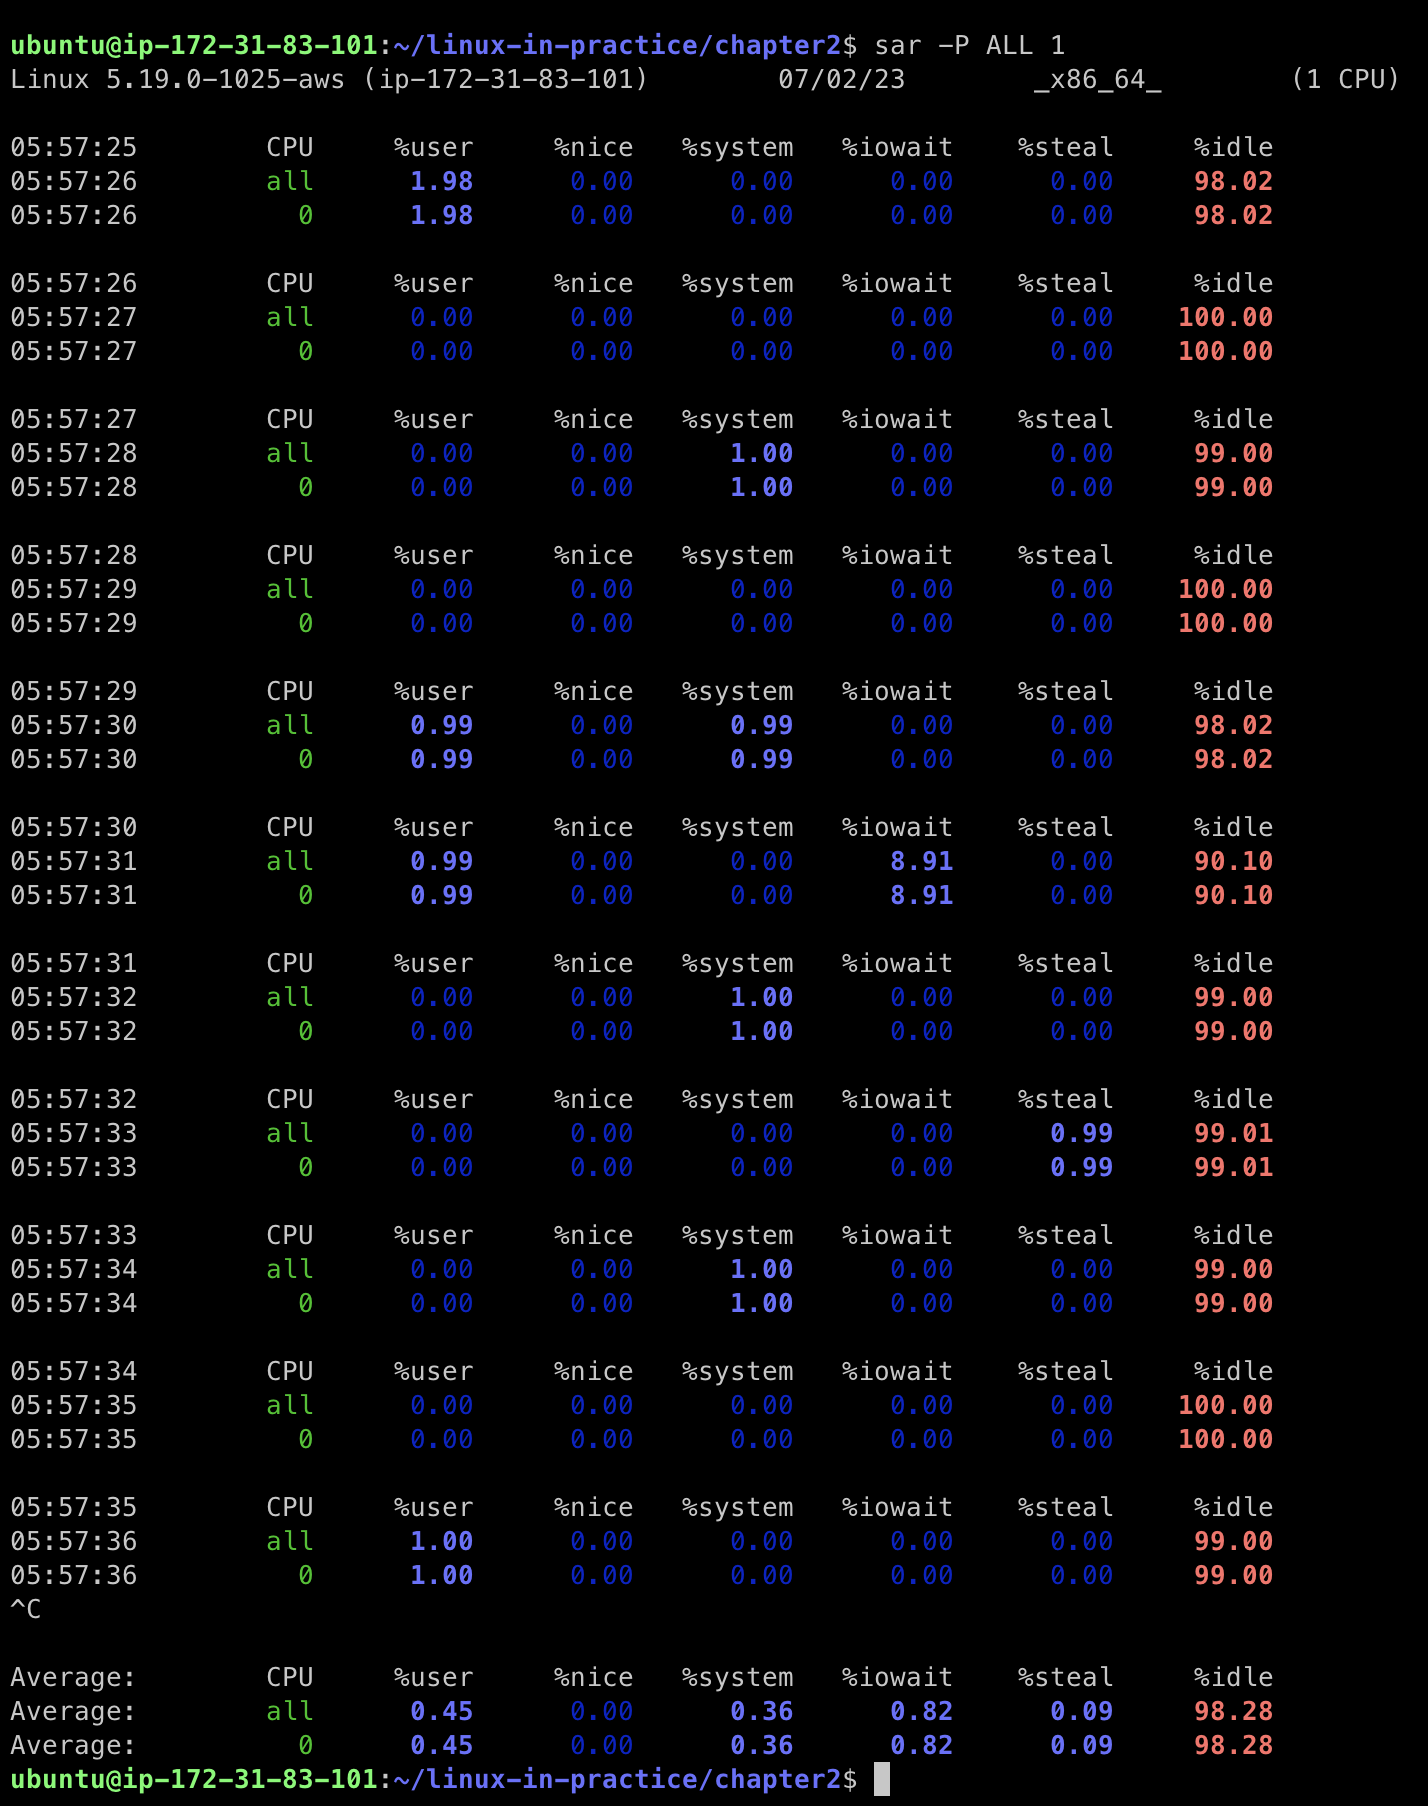 ubuntu@ip-172-31-83-101:~/linux-in-practice/chapter2$ sar -P ALL 1
Linux 5.19.0-1025-aws (ip-172-31-83-101)        07/02/23        _x86_64_        (1 CPU)

05:57:25        CPU     %user     %nice   %system   %iowait    %steal     %idle
05:57:26        all      1.98      0.00      0.00      0.00      0.00     98.02
05:57:26          0      1.98      0.00      0.00      0.00      0.00     98.02

05:57:26        CPU     %user     %nice   %system   %iowait    %steal     %idle
05:57:27        all      0.00      0.00      0.00      0.00      0.00    100.00
05:57:27          0      0.00      0.00      0.00      0.00      0.00    100.00

05:57:27        CPU     %user     %nice   %system   %iowait    %steal     %idle
05:57:28        all      0.00      0.00      1.00      0.00      0.00     99.00
05:57:28          0      0.00      0.00      1.00      0.00      0.00     99.00

05:57:28        CPU     %user     %nice   %system   %iowait    %steal     %idle
05:57:29        all      0.00      0.00      0.00      0.00      0.00    100.00
05:57:29          0      0.00      0.00      0.00      0.00      0.00    100.00

05:57:29        CPU     %user     %nice   %system   %iowait    %steal     %idle
05:57:30        all      0.99      0.00      0.99      0.00      0.00     98.02
05:57:30          0      0.99      0.00      0.99      0.00      0.00     98.02

05:57:30        CPU     %user     %nice   %system   %iowait    %steal     %idle
05:57:31        all      0.99      0.00      0.00      8.91      0.00     90.10
05:57:31          0      0.99      0.00      0.00      8.91      0.00     90.10

05:57:31        CPU     %user     %nice   %system   %iowait    %steal     %idle
05:57:32        all      0.00      0.00      1.00      0.00      0.00     99.00
05:57:32          0      0.00      0.00      1.00      0.00      0.00     99.00

05:57:32        CPU     %user     %nice   %system   %iowait    %steal     %idle
05:57:33        all      0.00      0.00      0.00      0.00      0.99     99.01
05:57:33          0      0.00      0.00      0.00      0.00      0.99     99.01

05:57:33        CPU     %user     %nice   %system   %iowait    %steal     %idle
05:57:34        all      0.00      0.00      1.00      0.00      0.00     99.00
05:57:34          0      0.00      0.00      1.00      0.00      0.00     99.00

05:57:34        CPU     %user     %nice   %system   %iowait    %steal     %idle
05:57:35        all      0.00      0.00      0.00      0.00      0.00    100.00
05:57:35          0      0.00      0.00      0.00      0.00      0.00    100.00

05:57:35        CPU     %user     %nice   %system   %iowait    %steal     %idle
05:57:36        all      1.00      0.00      0.00      0.00      0.00     99.00
05:57:36          0      1.00      0.00      0.00      0.00      0.00     99.00
^C

Average:        CPU     %user     %nice   %system   %iowait    %steal     %idle
Average:        all      0.45      0.00      0.36      0.82      0.09     98.28
Average:          0      0.45      0.00      0.36      0.82      0.09     98.28
ubuntu@ip-172-31-83-101:~/linux-in-practice/chapter2$